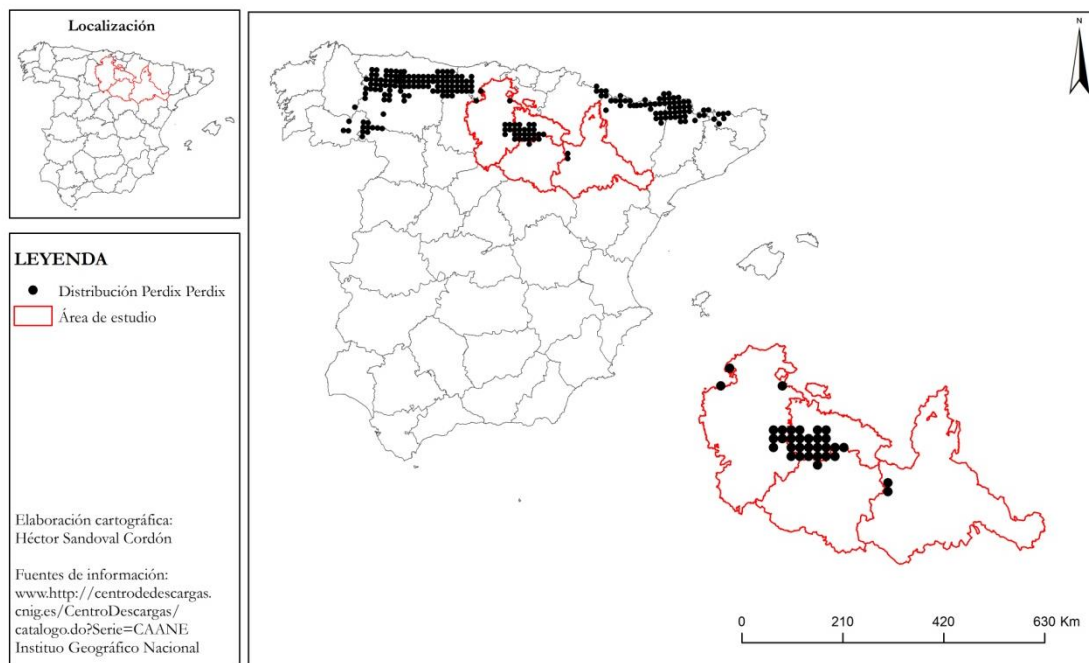 Localización
N
LEYENDA
Distribución Perdix Perdix
Área de estudio
Elaboración cartográfica:
Héctor Sandoval Cordón
Fuentes de información:
www.http://centrodedescargas.
cnig.es/CentroDescargas/
catalogo.do?Serie=CAANE
Instituo Geográfico Nacional
0 210 420 630 Km